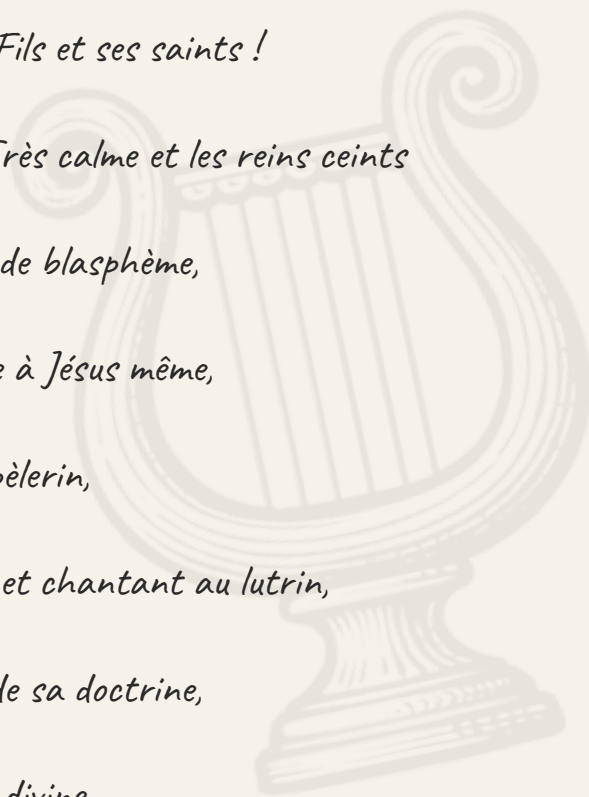 Fils et ses saints !
Très calme et les reins ceints
de blasphème,
à Jésus même,
et chantant au lutrin,
de sa doctrine,